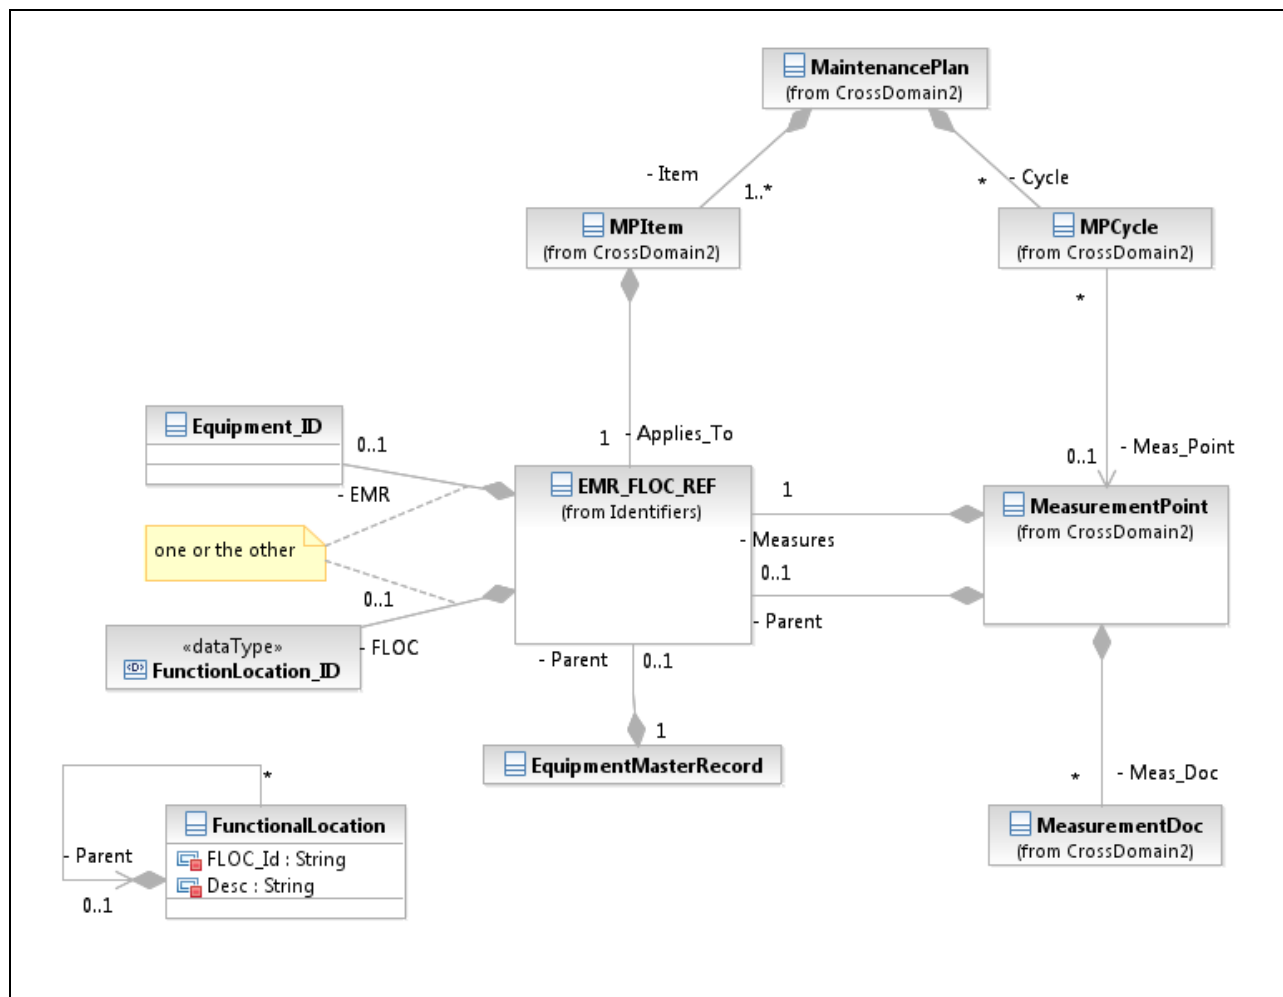 MaintenancePlan
(from CrossDomain2)
- Item
1..*
*
- Cycle
MPItem
(from CrossDomain2)
MPCycle
(from CrossDomain2)
*
Equipment_ID
0..1
- EMR
1
- Applies_To
0..1
- Meas_Point
EMR_FLOC_REF
(from Identifiers)
1
- Measures
0..1
- Parent
MeasurementPoint
(from CrossDomain2)
one or the other
0..1
- FLOC
«dataType»
<D>
FunctionLocation_ID
- Parent
0..1
1
EquipmentMasterRecord
*
- Meas_Doc
MeasurementDoc
(from CrossDomain2)
*
- Parent
0..1
FunctionalLocation
FLOC_Id : String
Desc : String